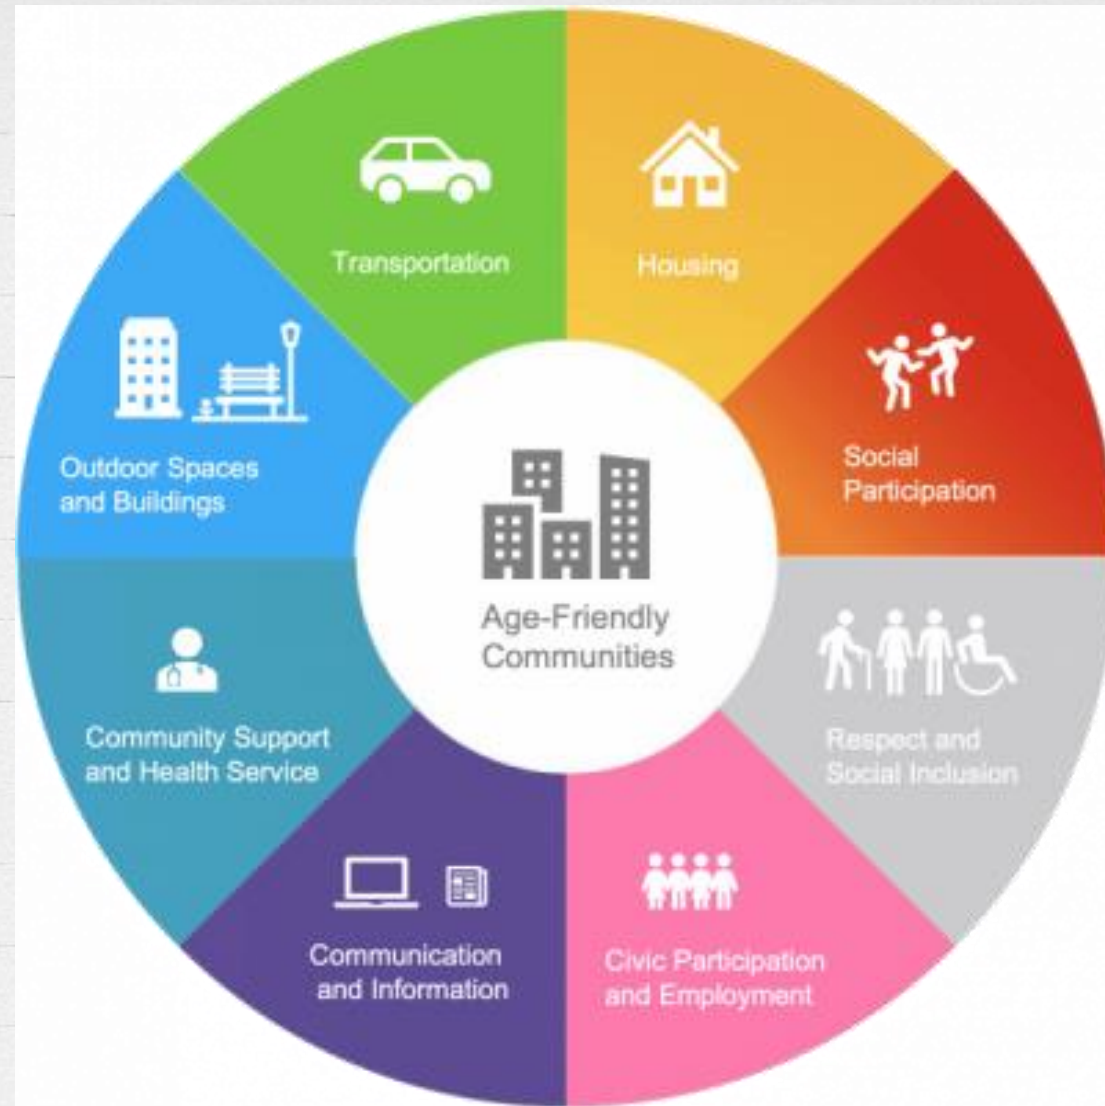 Transportation
Housing
Social
Participation
Respect and
Social Inclusion
Civic Participation
and Employment
Communication
and Information
Community Support
and Health Service
Outdoor Spaces
and Buildings
Age-Friendly
Communities